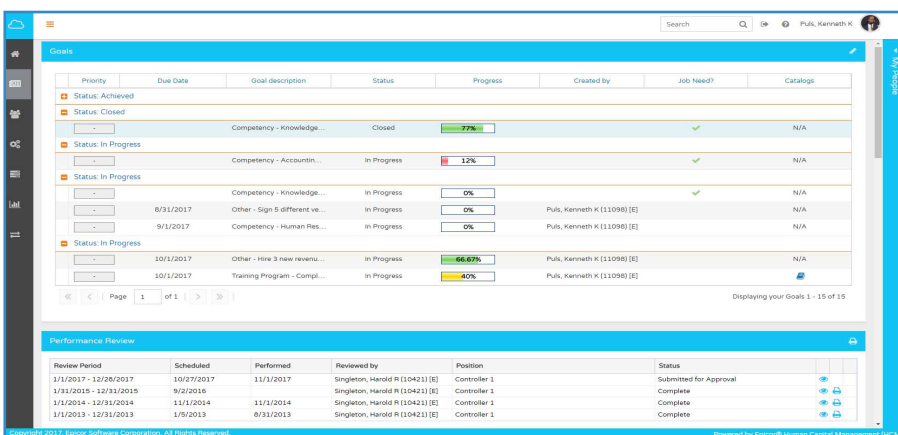 Search Puls, Kenneth K
Goals
My People
Priority Due Date Goal description Status Progress Created by Job Need? Catalogs
Status: Achieved
Status: Closed
- Competency - Knowledge... Closed 77% N/A
Status: In Progress
- Competency - Accountin... In Progress 12% N/A
Status: In Progress
- Competency - Knowledge... In Progress 0% N/A
- 8/31/2017 Other - Sign 5 different ve... In Progress 0% Puls, Kenneth K (11098) [E] N/A
- 9/1/2017 Competency - Human Res... In Progress 0% Puls, Kenneth K (11098) [E] N/A
Status: In Progress
- 10/1/2017 Other - Hire 3 new revenu... In Progress 66.67% Puls, Kenneth K (11098) [E] N/A
- 10/1/2017 Training Program - Compl... In Progress 40% Puls, Kenneth K (11098) [E]
Page 1 of 1 Displaying your Goals 1 - 15 of 15
Performance Review
Review Period Scheduled Performed Reviewed by Position Status
1/1/2017 - 12/28/2017 10/27/2017 11/1/2017 Singleton, Harold R (10421) [E] Controller 1 Submitted for Approval
1/31/2015 - 12/31/2015 9/2/2016 Singleton, Harold R (10421) [E] Controller 1 Complete
1/1/2014 - 12/31/2014 11/1/2014 11/1/2014 Singleton, Harold R (10421) [E] Controller 1 Complete
1/1/2013 - 12/31/2013 1/5/2013 8/31/2013 Singleton, Harold R (10421) [E] Controller 1 Complete
Copyright 2017, Epicor Software Corporation. All Rights Reserved. Powered by Epicor® Human Capital Management (HCM)